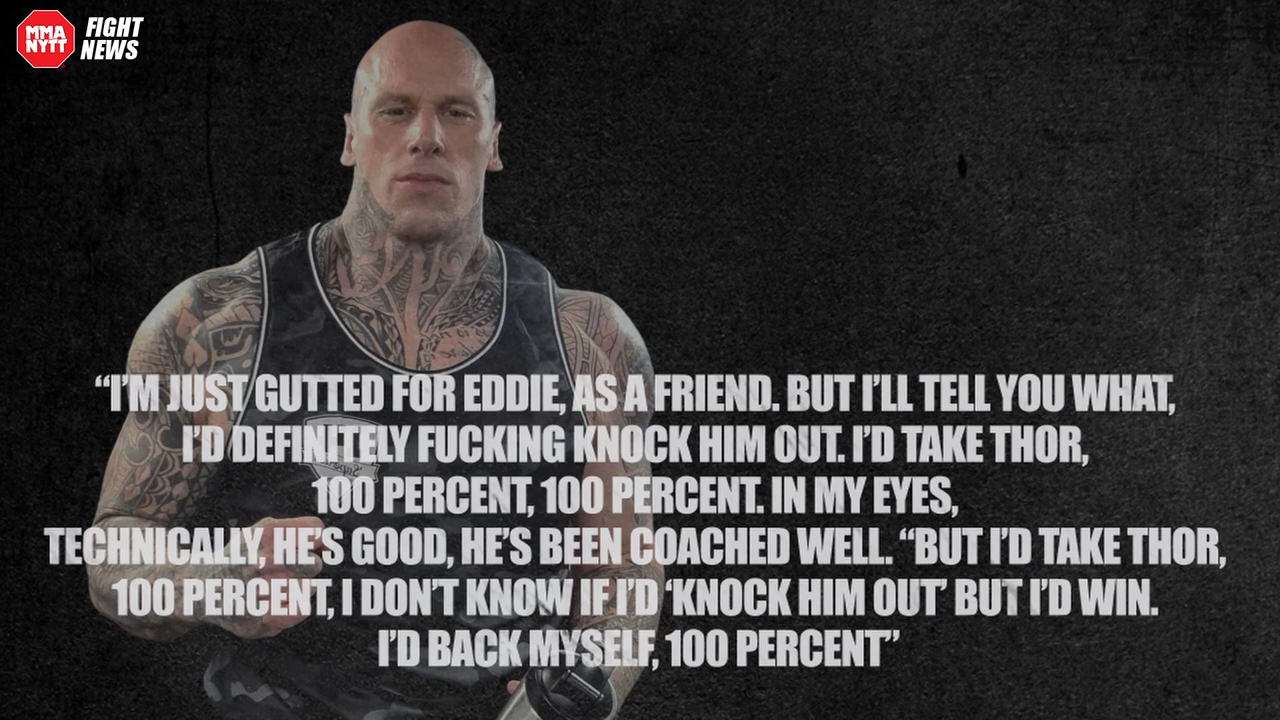 MMA
NYTT
FIGHT
NEWS
“I’M JUST GUTTED FOR EDDIE, AS A FRIEND. BUT I’LL TELL YOU WHAT,
I’D DEFINITELY FUCKING KNOCK HIM OUT. I’D TAKE THOR,
100 PERCENT, 100 PERCENT. IN MY EYES,
TECHNICALLY, HE’S GOOD, HE’S BEEN COACHED WELL. “BUT I’D TAKE THOR,
100 PERCENT, I DON’T KNOW IF I’D ‘KNOCK HIM OUT’ BUT I’D WIN.
I’D BACK MYSELF, 100 PERCENT”